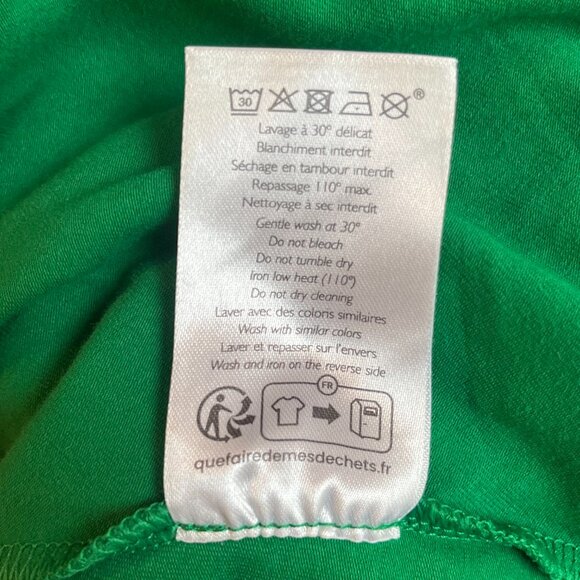 30 ®
Lavage à 30° délicat
Blanchiment interdit
Séchage en tambour interdit
Repassage 110° max.
Nettoyage à sec interdit
Gentle wash at 30°
Do not bleach
Do not tumble dry
Iron low heat (110°)
Do not dry cleaning
Laver avec des coloris similaires
Wash with similar colors
Laver et repasser sur l'envers
Wash and iron on the reverse side
FR
quefairedemesdechets.fr